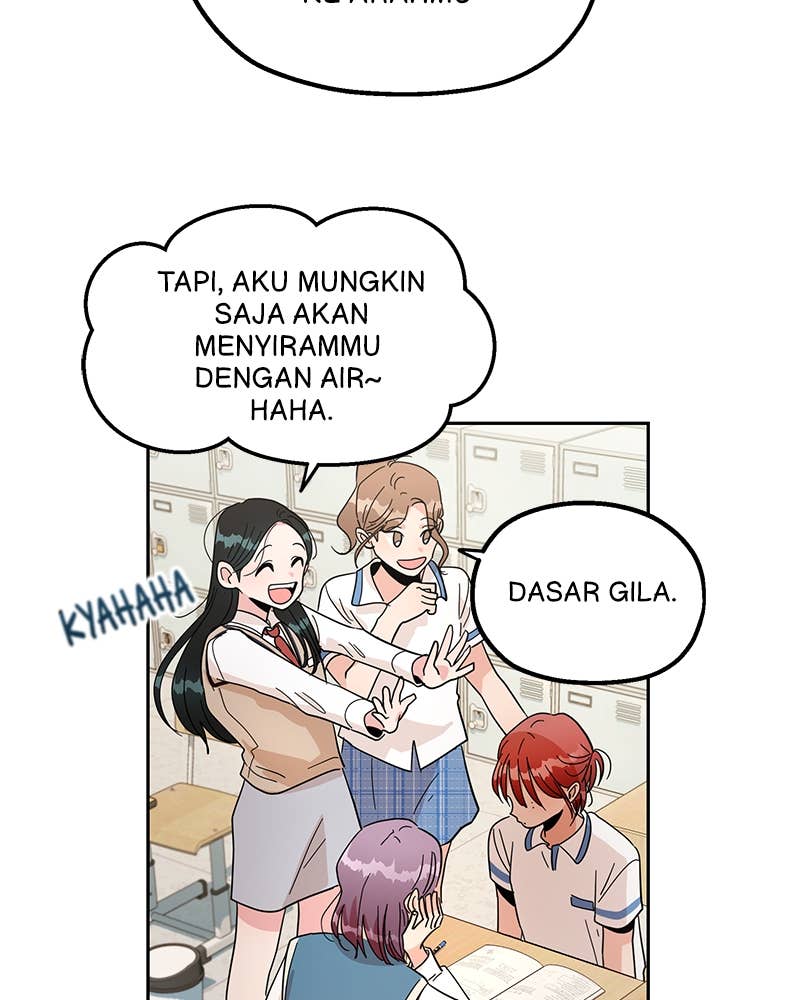 TAPI, AKU MUNGKIN
SAJA AKAN
MENYIRAMMU
DENGAN AIR~
HAHA.
DASAR GILA.
KYAHAHA